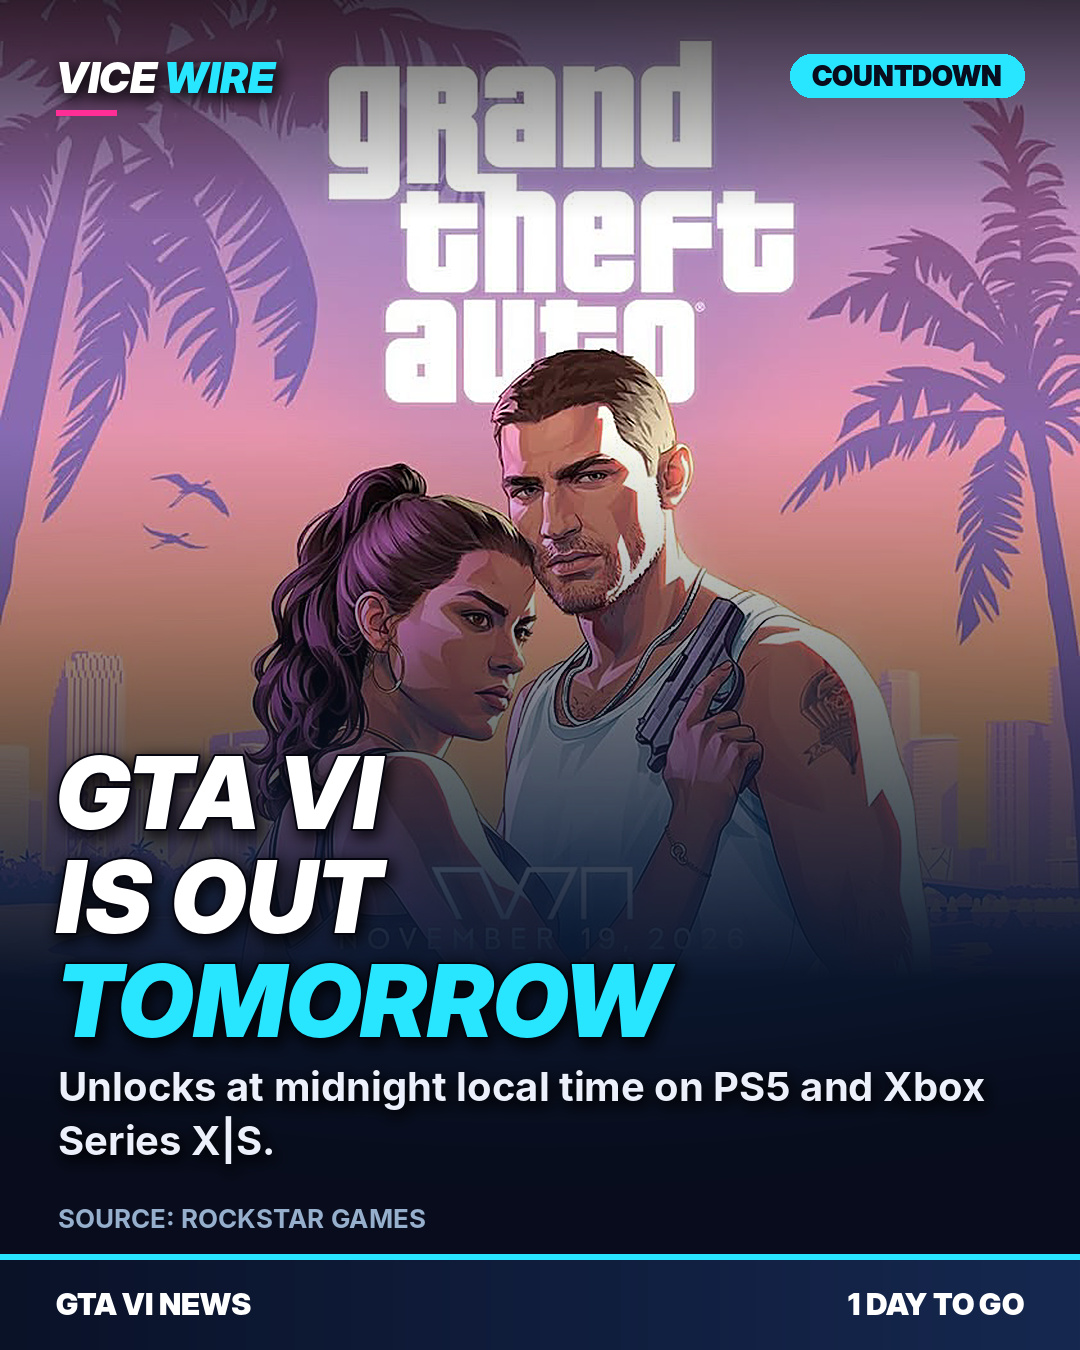 VICE WIRE
COUNTDOWN
grand
theft
auto®
GTA VI
IS OUT
VI
NOVEMBER 19, 2026
TOMORROW
Unlocks at midnight local time on PS5 and Xbox
Series X|S.
SOURCE: ROCKSTAR GAMES
GTA VI NEWS
1 DAY TO GO